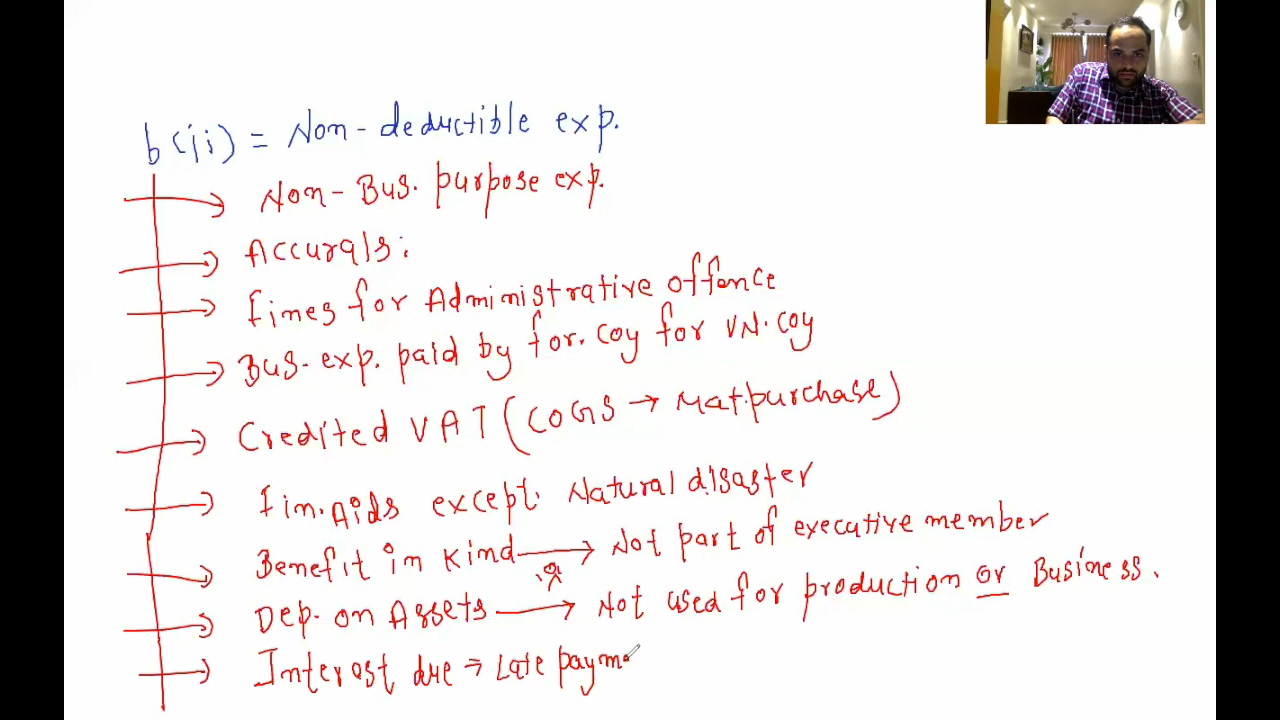 b(ii) = Non-deductible exp.
Non-Bus. purpose exp.
Accurals:
Fines for Administrative offence
Bus. exp. paid by for. coy for VN. coy
Credited VAT (COGS → Mat. purchase)
Fin. Aids except. Natural disaster
Benefit in Kind → Not part of executive member
Dep. on Assets → Not used for production or Business.
Interest due → Late paym